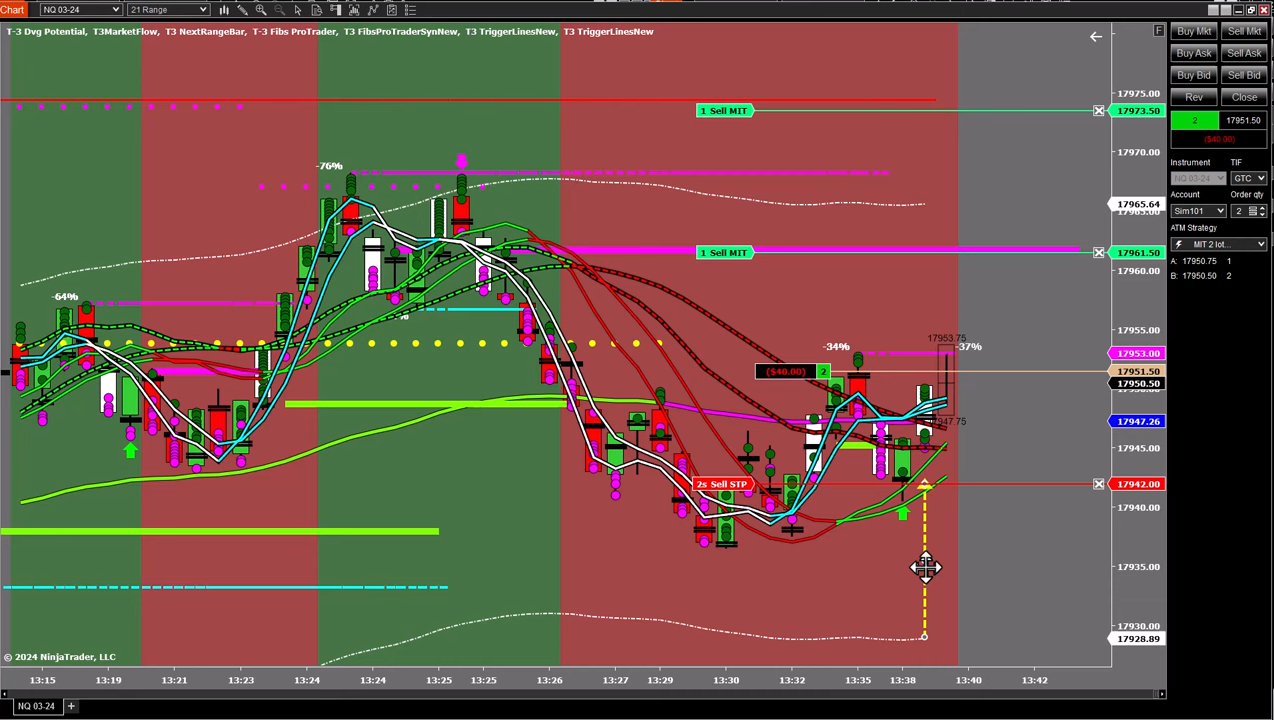 Chart NQ 03-24 21 Range
T-3 Dvg Potential, T3MarketFlow, T3 NextRangeBar, T-3 Fibs ProTrader, T3 FibsProTraderSynNew, T3 TriggerLinesNew, T3 TriggerLinesNew
F
Buy Mkt Sell Mkt
Buy Ask Sell Ask
Buy Bid Sell Bid
Rev Close
2 17951.50
($40.00)
Instrument TIF
NQ 03-24 GTC
Account Order qty
Sim101 2
ATM Strategy
MIT 2 lot...
A: 17950.75 1
B: 17950.50 2
17975.00
1 Sell MIT 17973.50
17970.00
-76%
17965.64
17965.00
1 Sell MIT 17961.50
17960.00
-64%
17955.00
17953.75
-34% -37%
17953.00
($40.00) 2 17951.50
17950.50
17947.26
17945.00
2s Sell STP 17942.00
17940.00
17935.00
17930.00
17928.89
© 2024 NinjaTrader, LLC
13:15 13:19 13:21 13:23 13:24 13:24 13:25 13:25 13:26 13:27 13:29 13:30 13:32 13:35 13:38 13:40 13:42
NQ 03-24 +